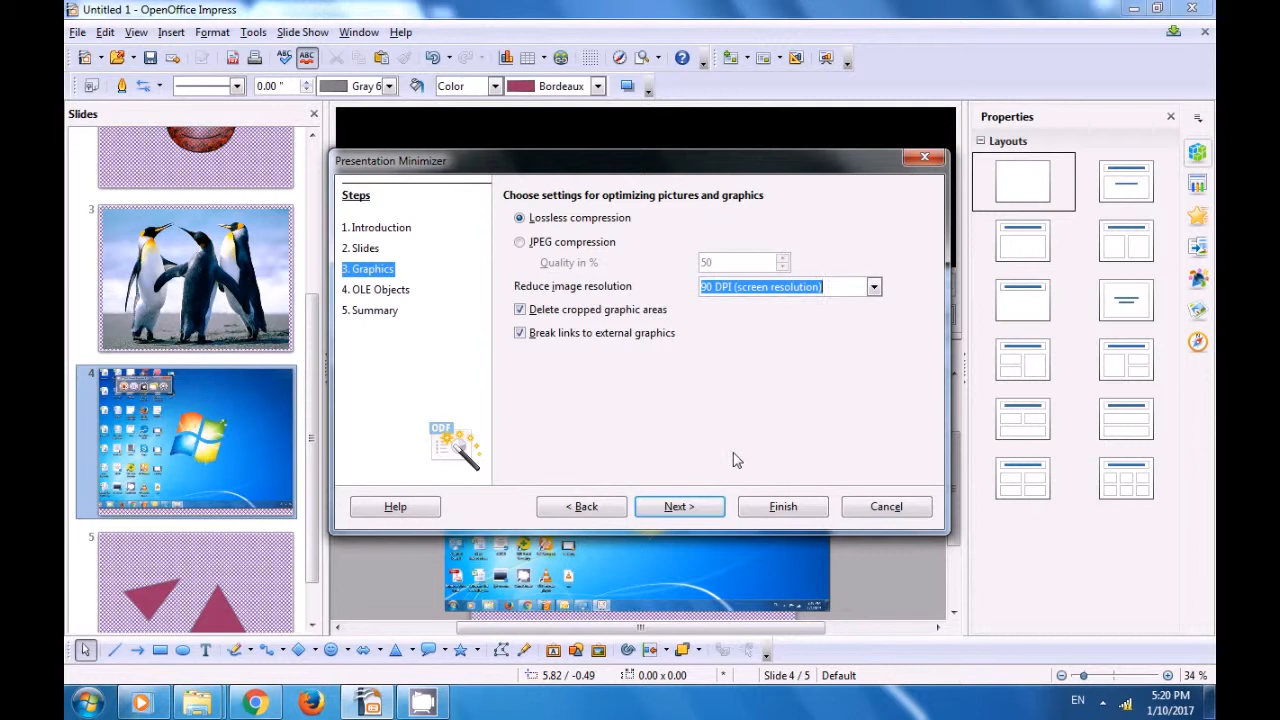 Untitled 1 - OpenOffice Impress
File Edit View Insert Format Tools Slide Show Window Help
0.00 " Gray 6 Color Bordeaux
Slides
3
4
5
Presentation Minimizer
Steps
1. Introduction
2. Slides
3. Graphics
4. OLE Objects
5. Summary
ODF
Choose settings for optimizing pictures and graphics
Lossless compression
JPEG compression
Quality in % 50
Reduce image resolution 90 DPI (screen resolution)
Delete cropped graphic areas
Break links to external graphics
Help < Back Next > Finish Cancel
Properties
Layouts
5.82 / -0.49 0.00 x 0.00 * Slide 4 / 5 Default 34 %
EN 5:20 PM
1/10/2017